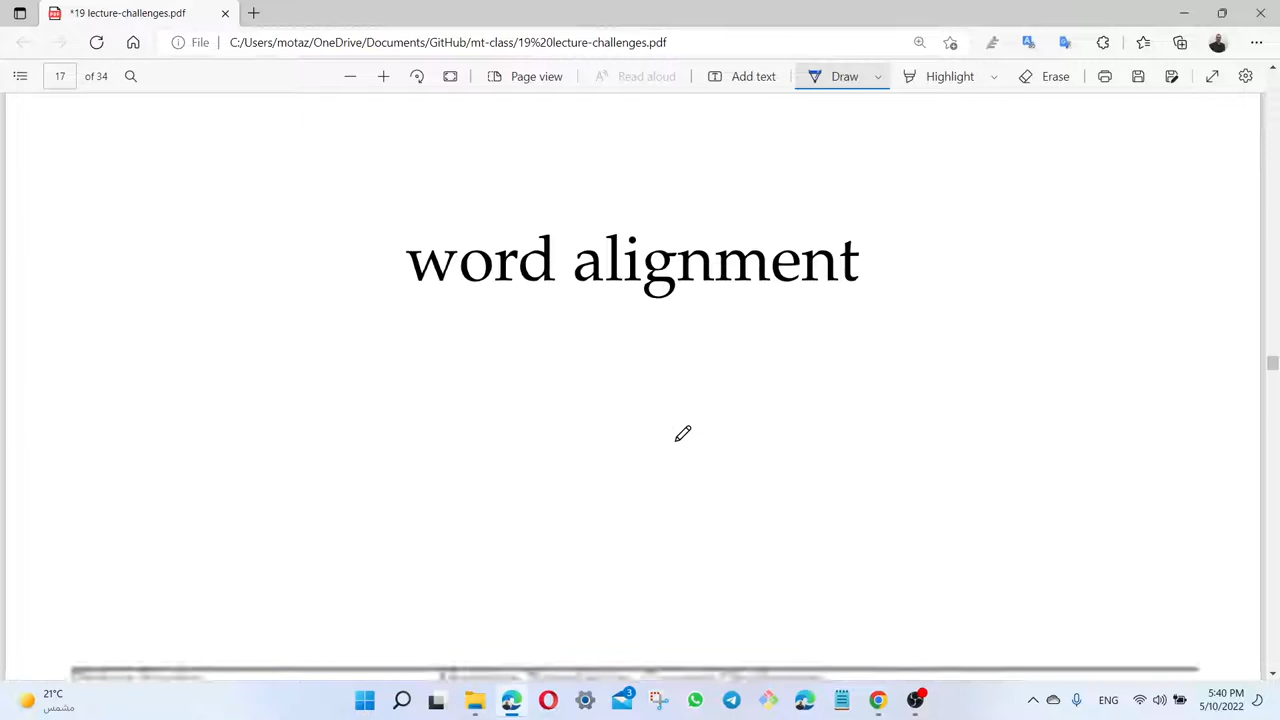 *19 lecture-challenges.pdf
File
C:/Users/motaz/OneDrive/Documents/GitHub/mt-class/19%20lecture-challenges.pdf
17 of 34
Page view
Read aloud
Add text
Draw
Highlight
Erase
word alignment
21°C
مشمس
3
ENG
5:40 PM
5/10/2022